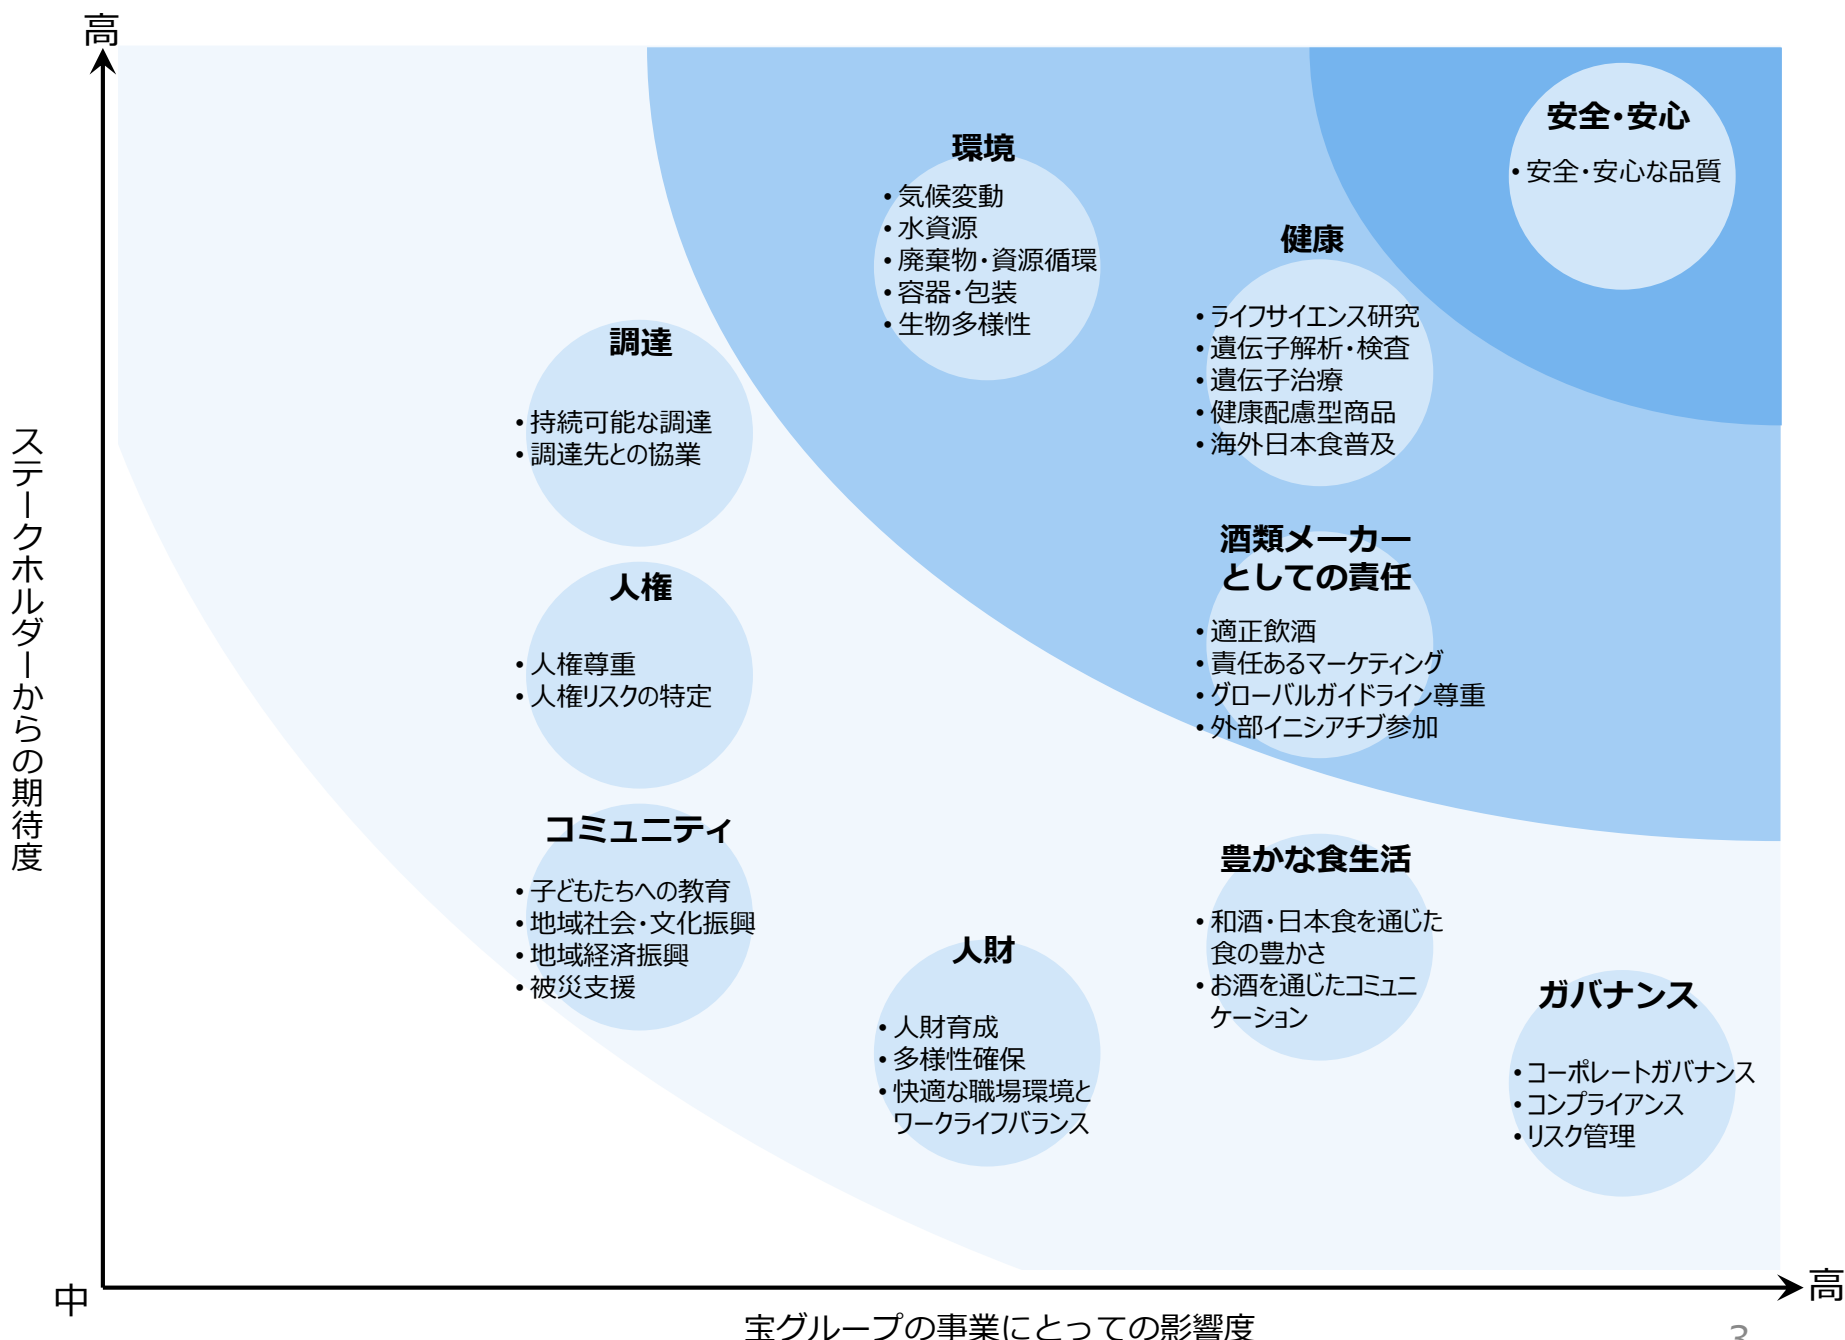 高
安全・安心
• 安全・安心な品質
環境
• 気候変動
• 水資源
• 廃棄物・資源循環
• 容器・包装
• 生物多様性
健康
• ライフサイエンス研究
• 遺伝子解析・検査
• 遺伝子治療
• 健康配慮型商品
• 海外日本食普及
調達
• 持続可能な調達
• 調達先との協業
酒類メーカー
としての責任
• 適正飲酒
• 責任あるマーケティング
• グローバルガイドライン尊重
• 外部イニシアチブ参加
人権
• 人権尊重
• 人権リスクの特定
ステークホルダーからの期待度
コミュニティ
• 子どもたちへの教育
• 地域社会・文化振興
• 地域経済振興
• 被災支援
豊かな食生活
• 和酒・日本食を通じた
食の豊かさ
• お酒を通じたコミュニ
ケーション
人財
• 人財育成
• 多様性確保
• 快適な職場環境と
ワークライフバランス
ガバナンス
• コーポレートガバナンス
• コンプライアンス
• リスク管理
中
高
宝グループの事業にとっての影響度
3